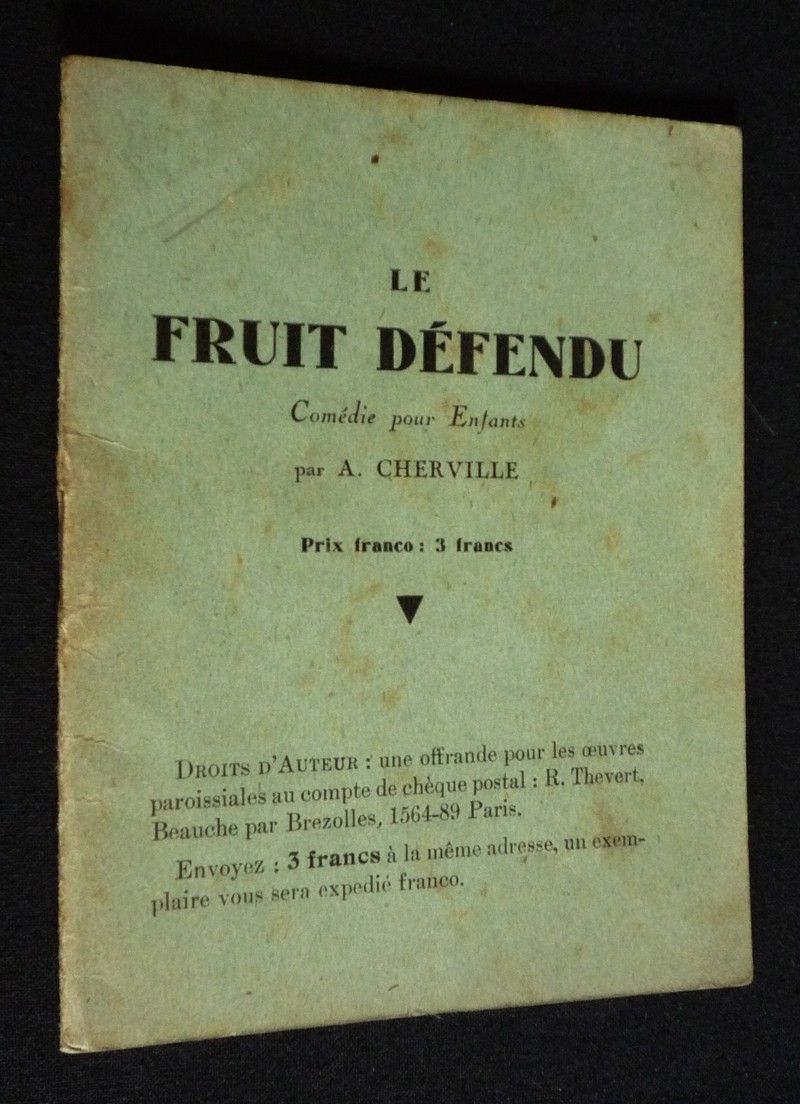 LE
FRUIT DÉFENDU
Comédie pour Enfants
par A. CHERVILLE
Prix franco : 3 francs
DROITS D'AUTEUR : une offrande pour les œuvres
paroissiales au compte de chèque postal : R. Thevert,
Beauche par Brezolles, 1564-89 Paris.
Envoyez : 3 francs à la même adresse, un exem-
plaire vous sera expedié franco.